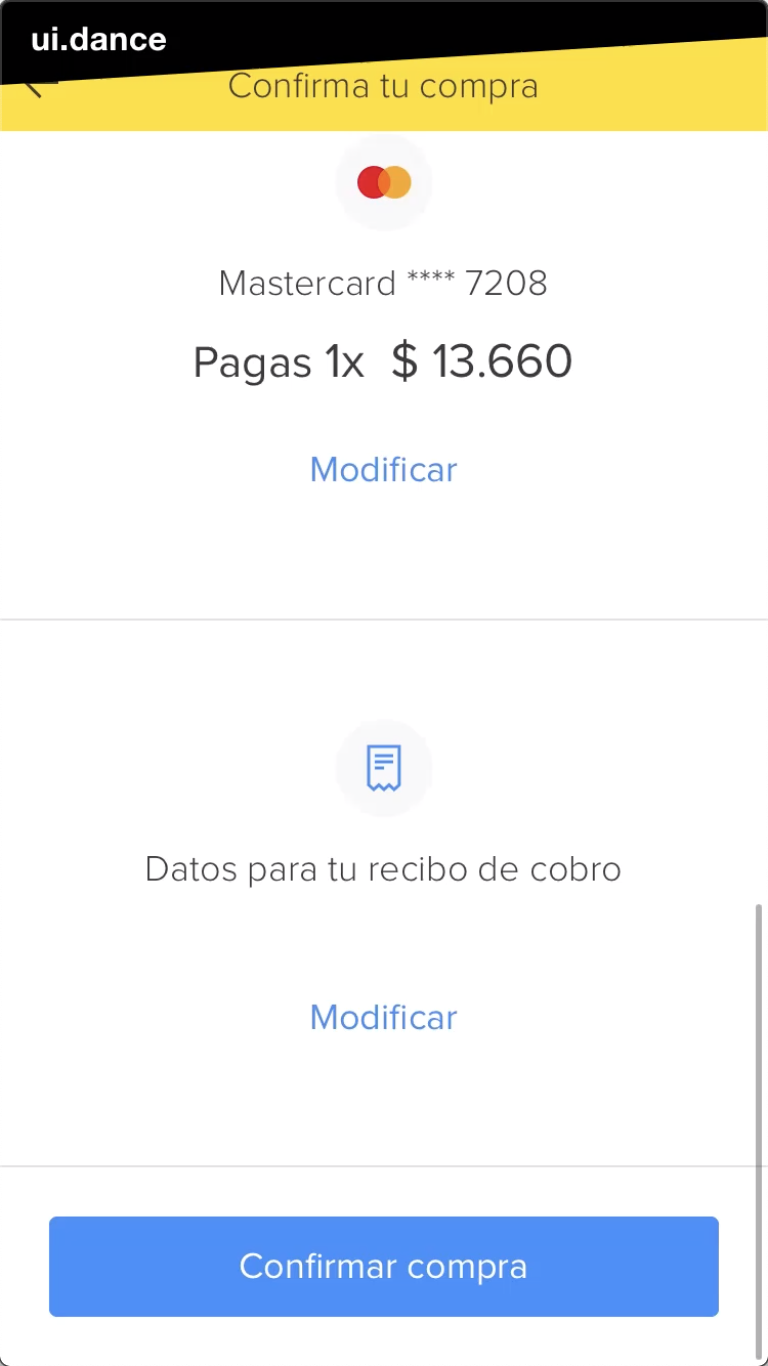 ui.dance
Confirma tu compra
Mastercard **** 7208
Pagas 1x $ 13.660
Modificar
Datos para tu recibo de cobro
Modificar
Confirmar compra